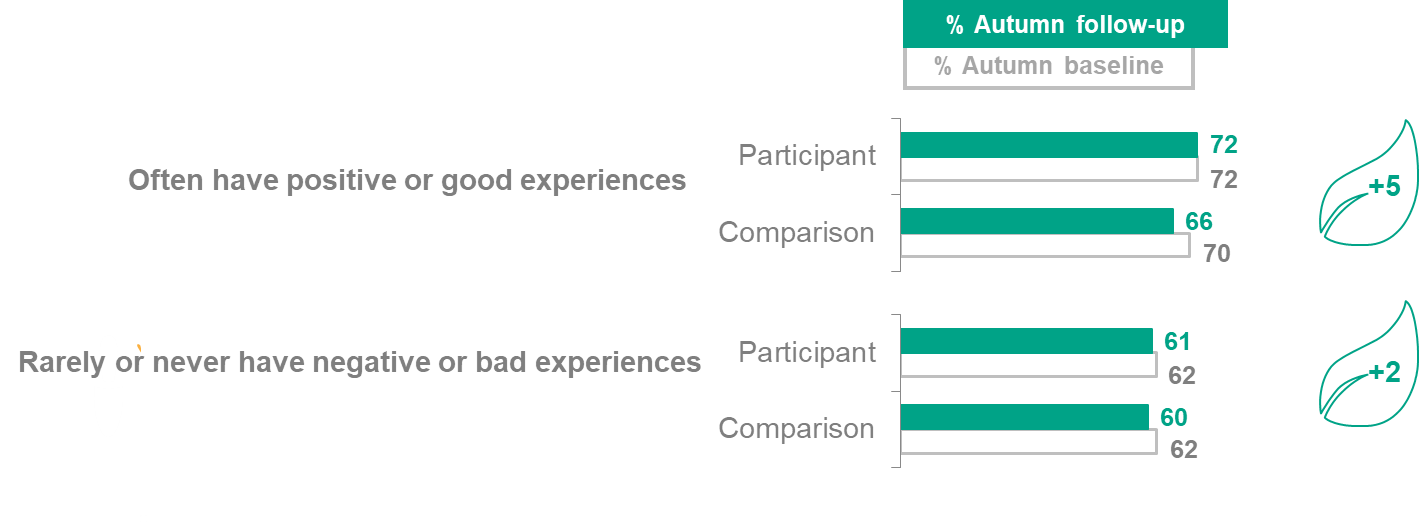 % Autumn follow-up
% Autumn baseline
Often have positive or good experiences
Participant
72
72
+5
Comparison
66
70
Rarely or never have negative or bad experiences
Participant
61
62
+2
Comparison
60
62